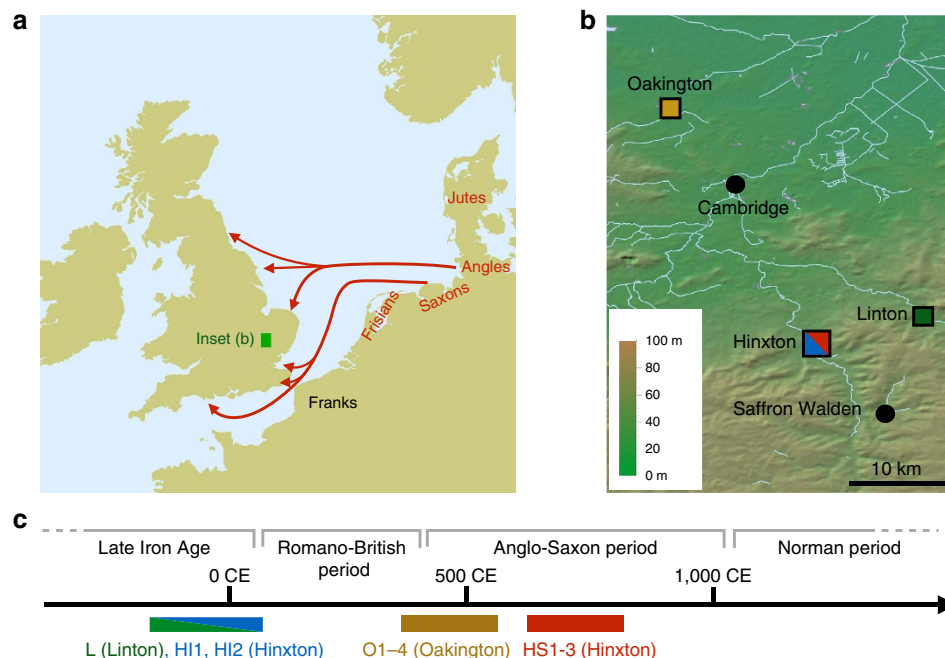 a
Jutes
Angles
Saxons
Frisians
Inset (b)
Franks
b
Oakington
Cambridge
Linton
Hinxton
Saffron Walden
100 m
80
60
40
20
0 m
10 km
c
Late Iron Age
Romano-British
period
Anglo-Saxon period
Norman period
0 CE
500 CE
1,000 CE
L (Linton), HI1, HI2 (Hinxton)
O1–4 (Oakington)
HS1-3 (Hinxton)